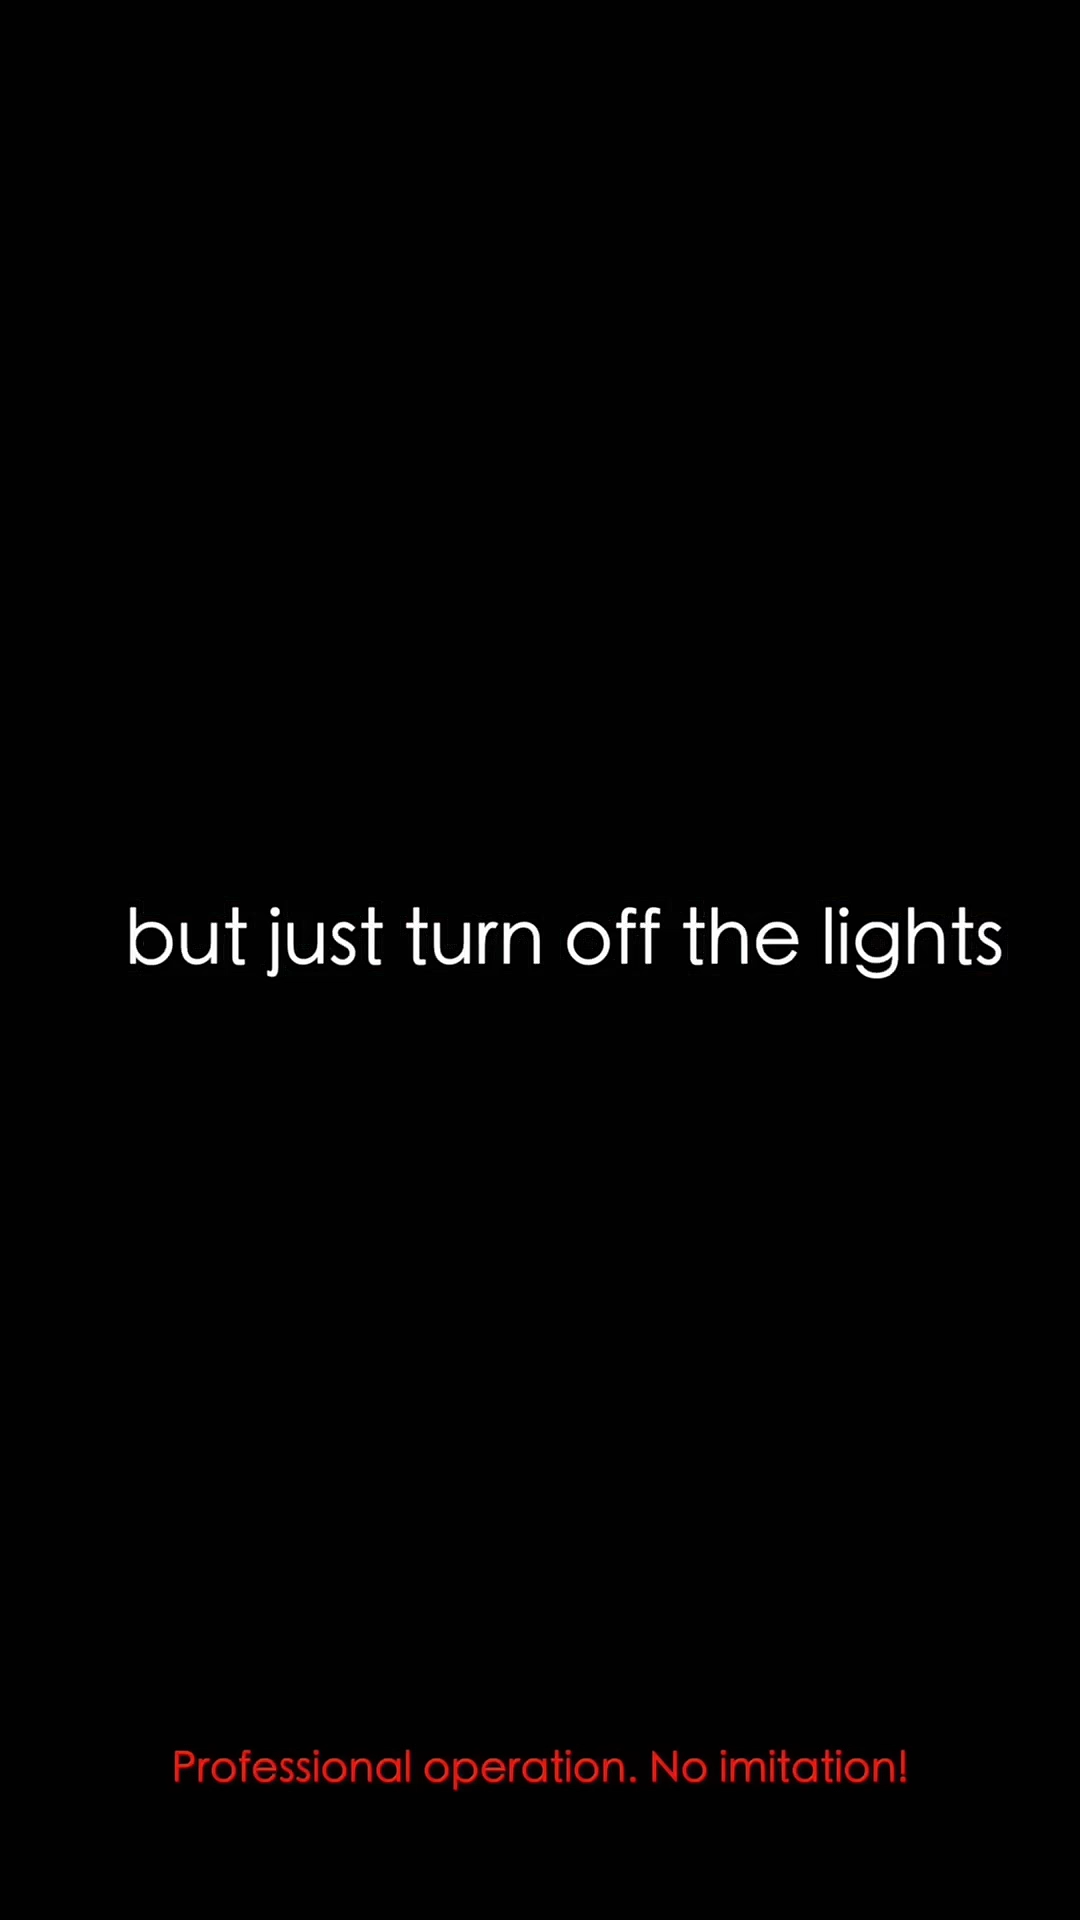 but just turn off the lights
Professional operation. No imitation!